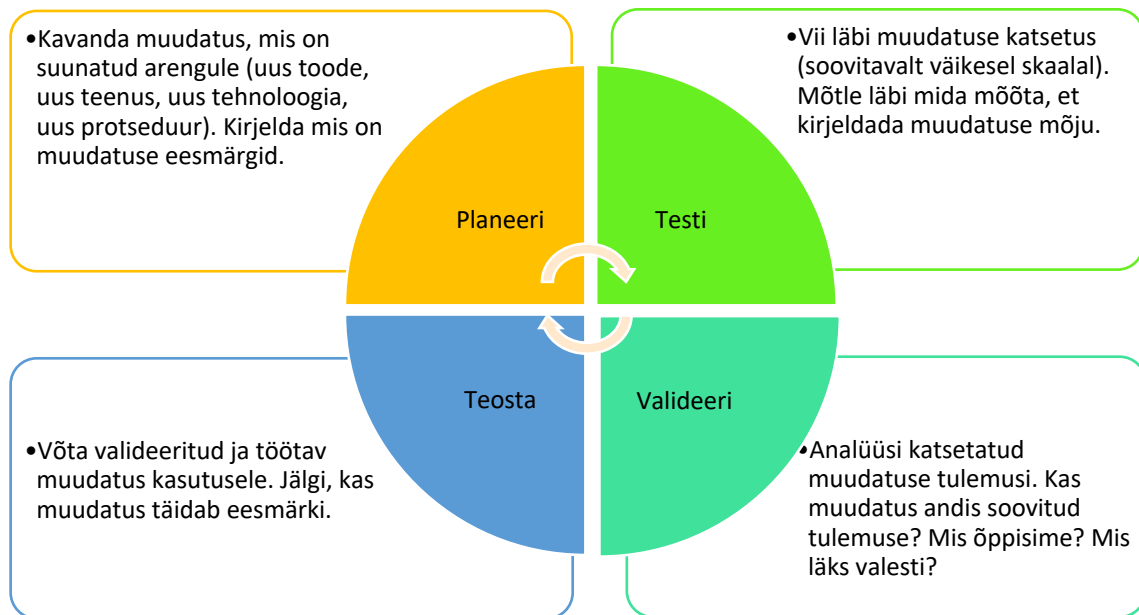 •Kavanda muudatus, mis on
suunatud arengule (uus toode,
uus teenus, uus tehnoloogia,
uus protseduur). Kirjelda mis on
muudatuse eesmärgid.
•Vii läbi muudatuse katsetus
(soovitavalt väikesel skaalal).
Mõtle läbi mida mõõta, et
kirjeldada muudatuse mõju.
Planeeri
Testi
Teosta
Valideeri
•Võta valideeritud ja töötav
muudatus kasutusele. Jälgi, kas
muudatus täidab eesmärki.
•Analüüsi katsetatud
muudatuse tulemusi. Kas
muudatus andis soovitud
tulemuse? Mis õppisime? Mis
läks valesti?